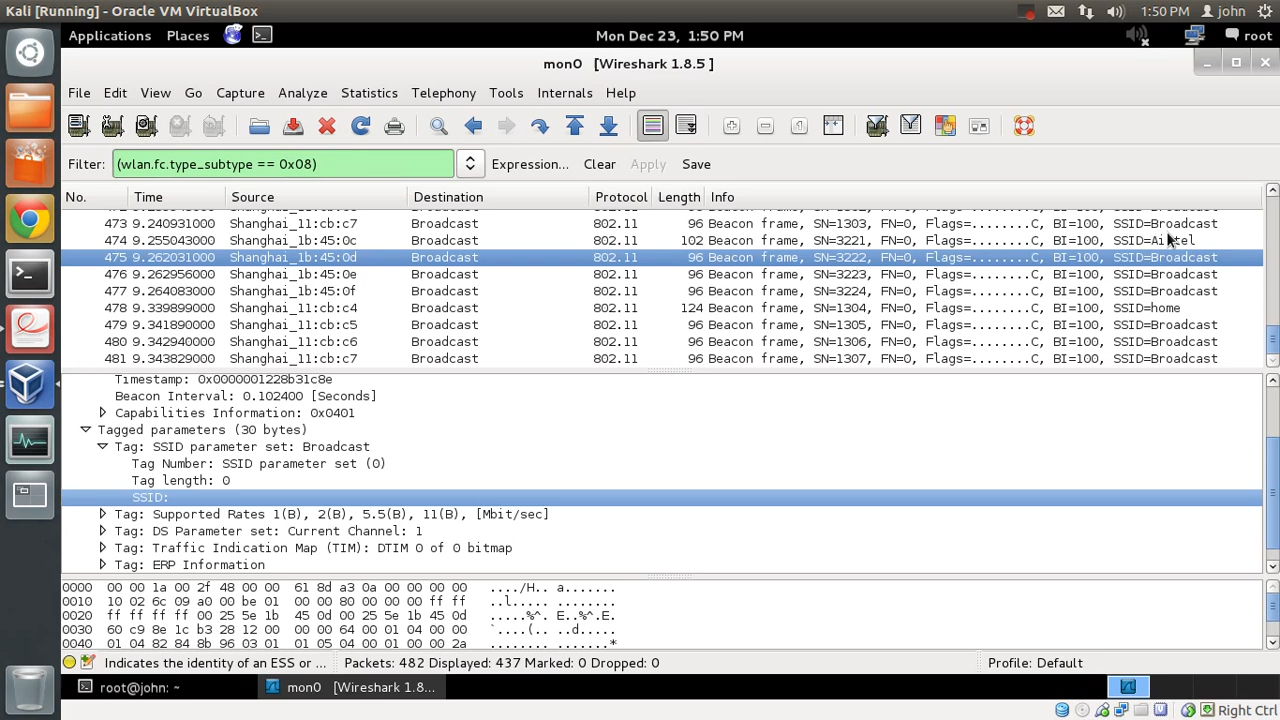 Kali [Running] - Oracle VM VirtualBox 1:50 PM john
Applications Places Mon Dec 23, 1:50 PM root
mon0 [Wireshark 1.8.5 ]
File Edit View Go Capture Analyze Statistics Telephony Tools Internals Help
Filter: (wlan.fc.type_subtype == 0x08) Expression... Clear Apply Save
No. Time Source Destination Protocol Length Info
473 9.240931000 Shanghai_11:cb:c7 Broadcast 802.11 96 Beacon frame, SN=1303, FN=0, Flags=........C, BI=100, SSID=Broadcast
474 9.255043000 Shanghai_1b:45:0c Broadcast 802.11 102 Beacon frame, SN=3221, FN=0, Flags=........C, BI=100,
475 9.262031000 Shanghai_1b:45:0d Broadcast 802.11 96 Beacon frame, SN=3222, FN=0, Flags=........C, BI=100, SSID=Broadcast
476 9.262956000 Shanghai_1b:45:0e Broadcast 802.11 96 Beacon frame, SN=3223, FN=0, Flags=........C, BI=100, SSID=Broadcast
477 9.264083000 Shanghai_1b:45:0f Broadcast 802.11 96 Beacon frame, SN=3224, FN=0, Flags=........C, BI=100, SSID=Broadcast
478 9.339899000 Shanghai_11:cb:c4 Broadcast 802.11 124 Beacon frame, SN=1304, FN=0, Flags=........C, BI=100, SSID=home
479 9.341890000 Shanghai_11:cb:c5 Broadcast 802.11 96 Beacon frame, SN=1305, FN=0, Flags=........C, BI=100, SSID=Broadcast
480 9.342940000 Shanghai_11:cb:c6 Broadcast 802.11 96 Beacon frame, SN=1306, FN=0, Flags=........C, BI=100, SSID=Broadcast
481 9.343829000 Shanghai_11:cb:c7 Broadcast 802.11 96 Beacon frame, SN=1307, FN=0, Flags=........C, BI=100, SSID=Broadcast
Timestamp: 0x0000001228b31c8e
Beacon Interval: 0.102400 [Seconds]
Capabilities Information: 0x0401
Tagged parameters (30 bytes)
Tag: SSID parameter set: Broadcast
Tag Number: SSID parameter set (0)
Tag length: 0
SSID:
Tag: Supported Rates 1(B), 2(B), 5.5(B), 11(B), [Mbit/sec]
Tag: DS Parameter set: Current Channel: 1
Tag: Traffic Indication Map (TIM): DTIM 0 of 0 bitmap
Tag: ERP Information
0000 00 00 1a 00 2f 48 00 00 61 8d a3 0a 00 00 00 00 ..../H.. a.......
0010 10 02 6c 09 a0 00 be 01 00 00 80 00 00 00 ff ff ..l..... ........
0020 ff ff ff ff 00 25 5e 1b 45 0d 00 25 5e 1b 45 0d .....%^. E..%^.E.
0030 60 c9 8e 1c b3 28 12 00 00 00 64 00 01 04 00 00 `....(.. ..d.....
0040 01 04 82 84 8b 96 03 01 01 05 04 00 01 00 00 2a ........ .......*
Indicates the identity of an ESS or ... Packets: 482 Displayed: 437 Marked: 0 Dropped: 0 Profile: Default
root@john: ~ mon0 [Wireshark 1.8.5...
Right Ctrl